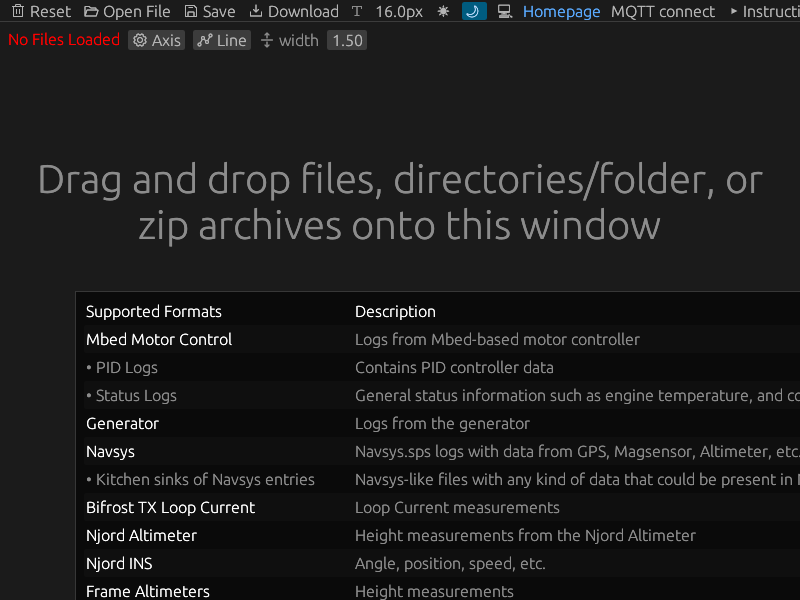 Reset Open File Save Download T 16.0px Homepage MQTT connect Instructi
No Files Loaded Axis Line width 1.50
Drag and drop files, directories/folder, or
zip archives onto this window
Supported Formats Description
Mbed Motor Control Logs from Mbed-based motor controller
• PID Logs Contains PID controller data
• Status Logs General status information such as engine temperature, and co
Generator Logs from the generator
Navsys Navsys.sps logs with data from GPS, Magsensor, Altimeter, etc.
• Kitchen sinks of Navsys entries Navsys-like files with any kind of data that could be present in
Bifrost TX Loop Current Loop Current measurements
Njord Altimeter Height measurements from the Njord Altimeter
Njord INS Angle, position, speed, etc.
Frame Altimeters Height measurements